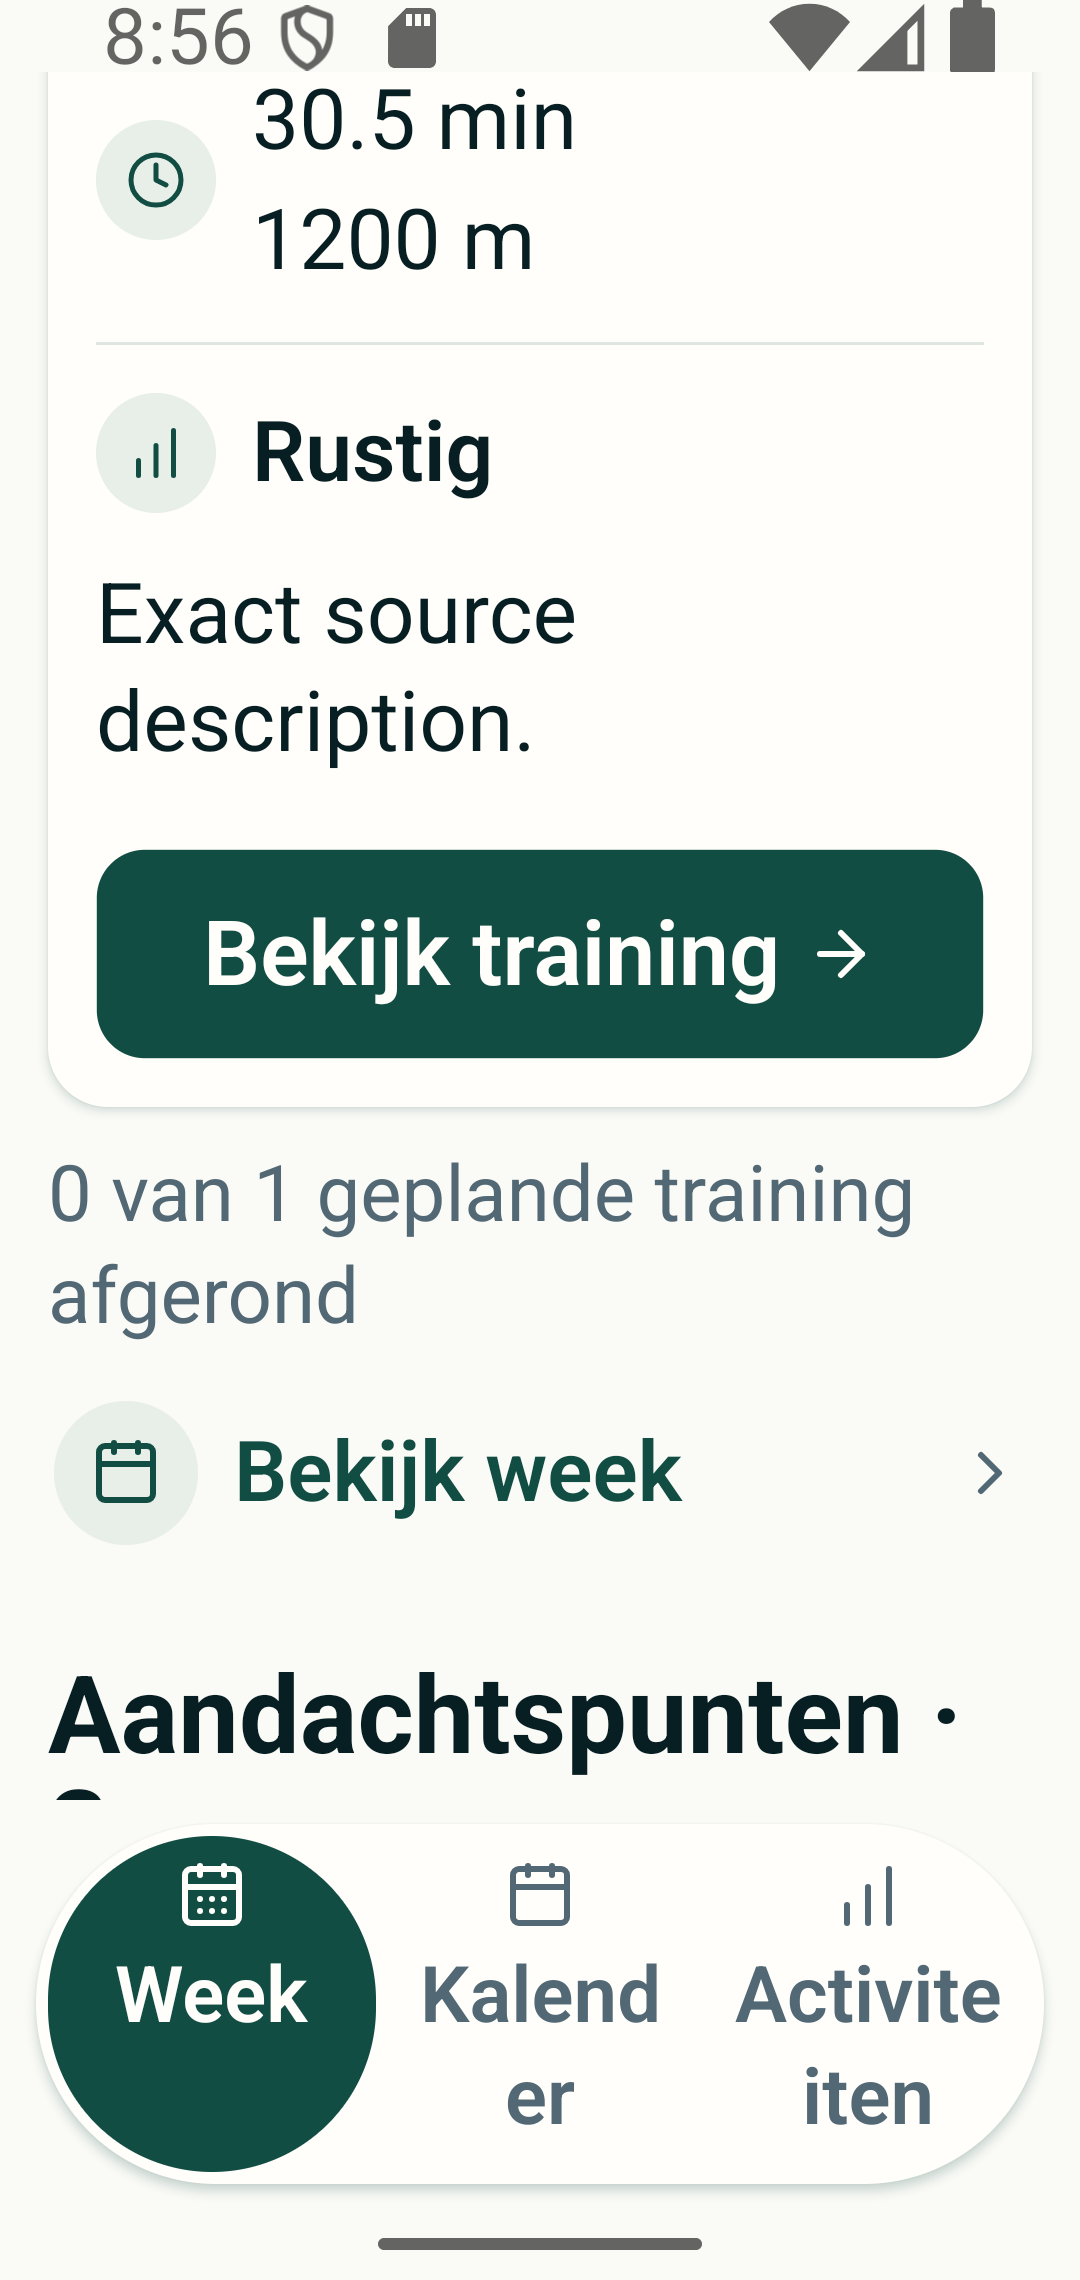 8:56
30.5 min
1200 m
Rustig
Exact source
description.
Bekijk training
0 van 1 geplande training
afgerond
Bekijk week
Aandachtspunten ·
Week
Kalend
er
Activite
iten